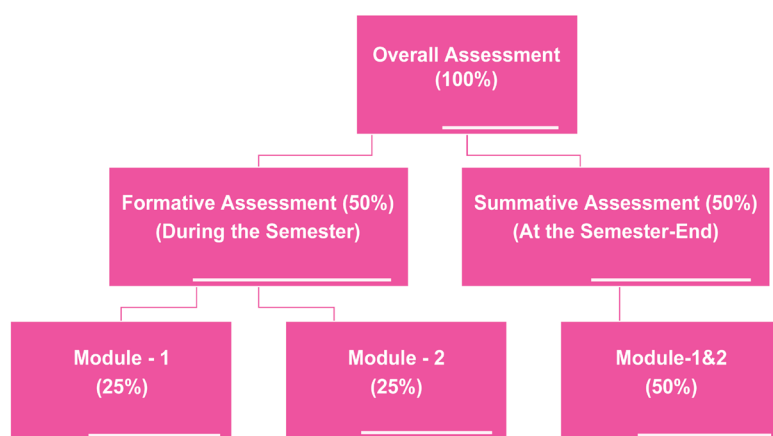 Overall Assessment
(100%)
Formative Assessment (50%)
(During the Semester)
Summative Assessment (50%)
(At the Semester-End)
Module - 1
(25%)
Module - 2
(25%)
Module-1&2
(50%)